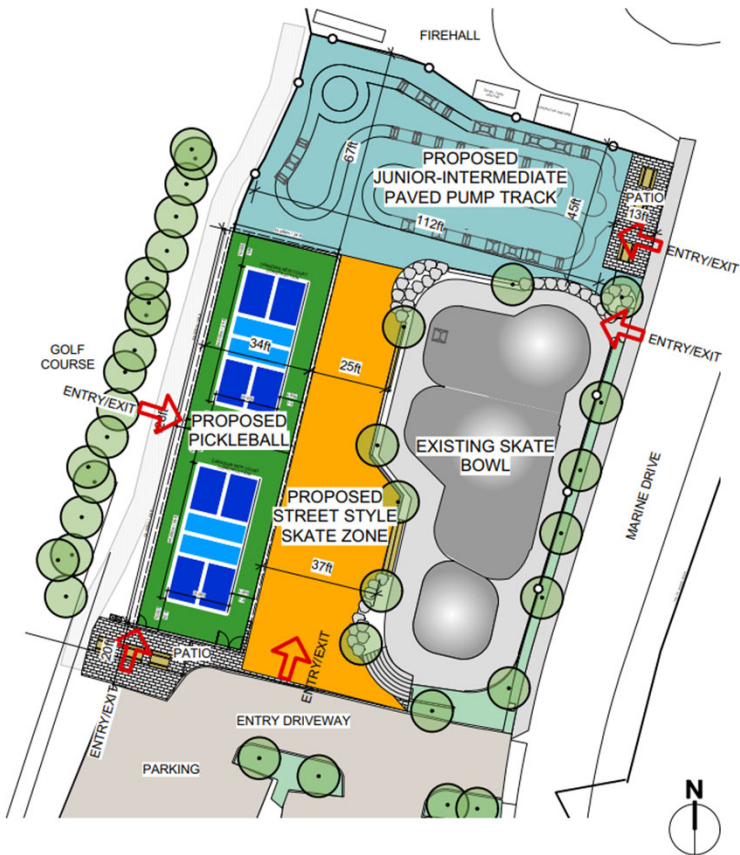 FIREHALL
PROPOSED
JUNIOR-INTERMEDIATE
PAVED PUMP TRACK
67ft
112ft
45ft
PATIO
13ft
ENTRY/EXIT
ENTRY/EXIT
GOLF
COURSE
ENTRY/EXIT
34ft
25ft
PROPOSED
PICKLEBALL
EXISTING SKATE
BOWL
PROPOSED
STREET STYLE
SKATE ZONE
MARINE DRIVE
37ft
20ft
PATIO
ENTRY/EXIT
ENTRY/EXIT
ENTRY DRIVEWAY
PARKING
N